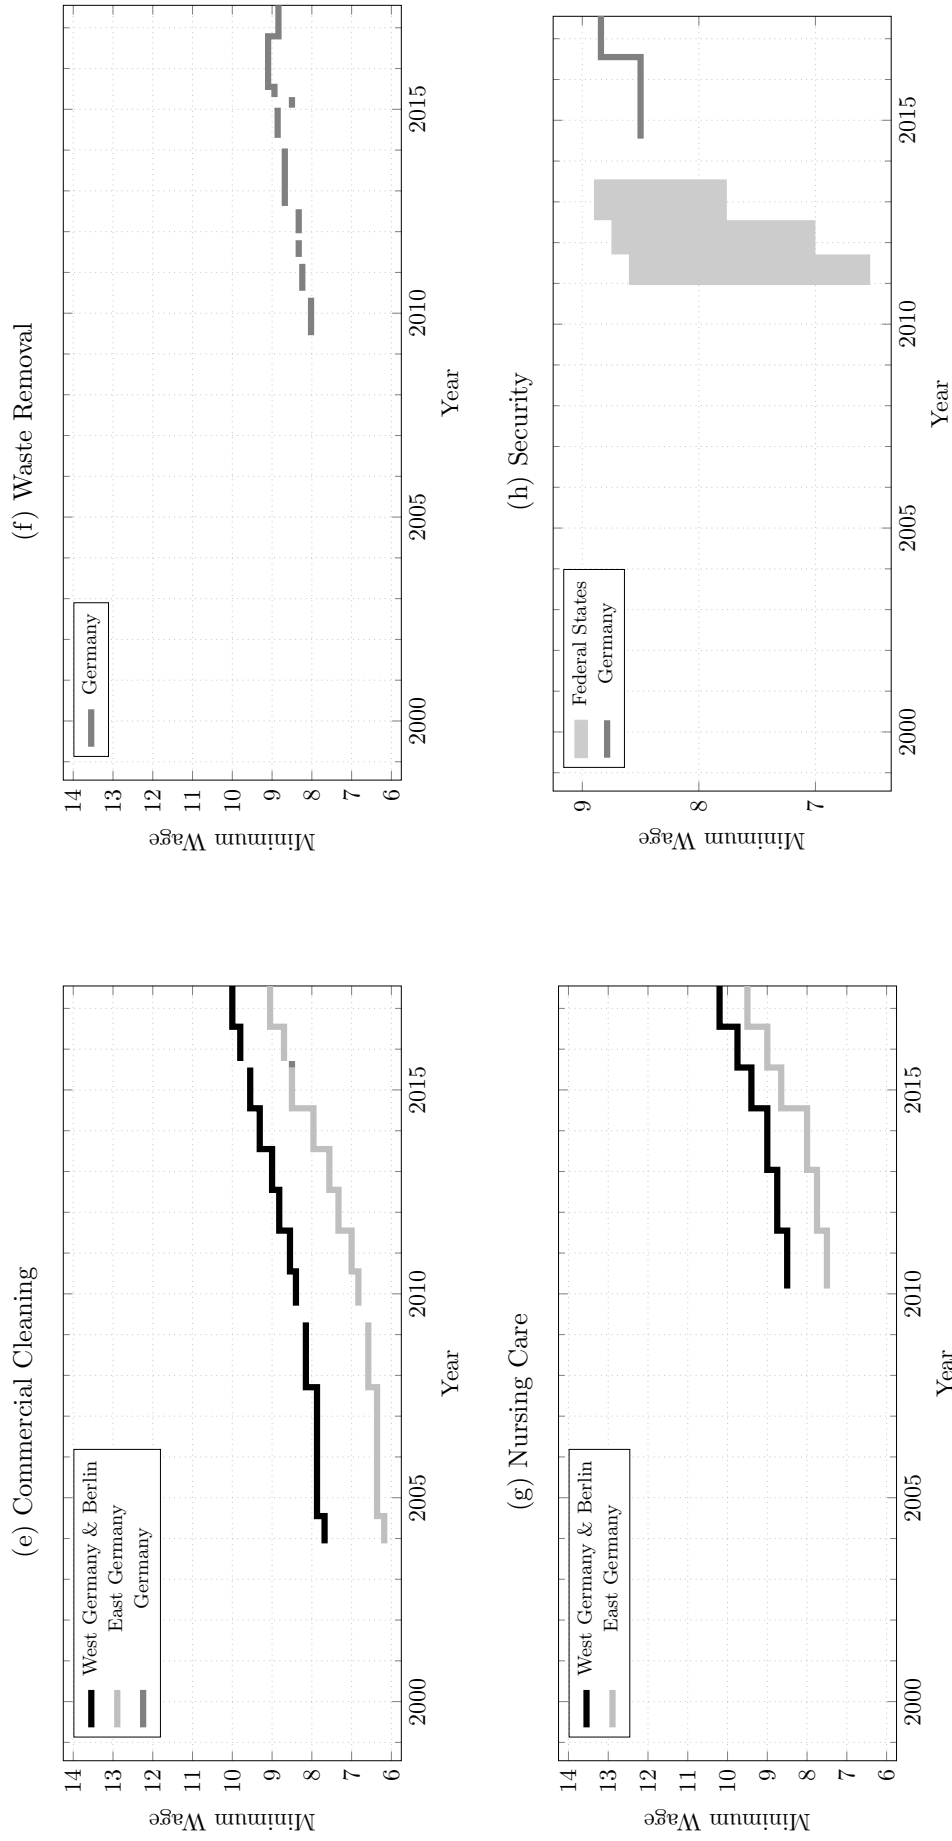 (e) Commercial Cleaning
Minimum Wage
14
13
12
11
10
9
8
7
6
West Germany & Berlin
East Germany
Germany
2000
2005
2010
2015
Year
(f) Waste Removal
Minimum Wage
14
13
12
11
10
9
8
7
6
Germany
2000
2005
2010
2015
Year
(g) Nursing Care
Minimum Wage
14
13
12
11
10
9
8
7
6
West Germany & Berlin
East Germany
2000
2005
2010
2015
Year
(h) Security
Minimum Wage
9
8
7
Federal States
Germany
2000
2005
2010
2015
Year